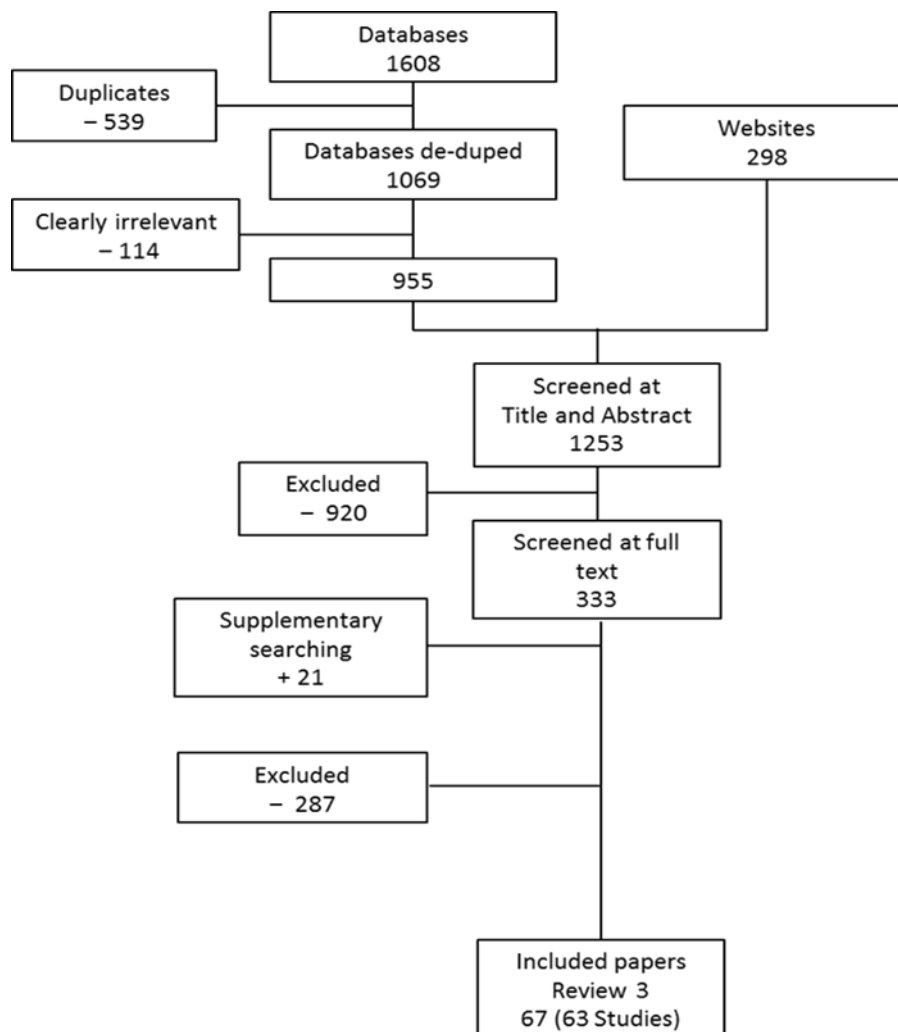 Databases
1608
Duplicates
– 539
Websites
298
Databases de-duped
1069
Clearly irrelevant
– 114
955
Screened at
Title and Abstract
1253
Excluded
– 920
Screened at full
text
333
Supplementary
searching
+ 21
Excluded
– 287
Included papers
Review 3
67 (63 Studies)